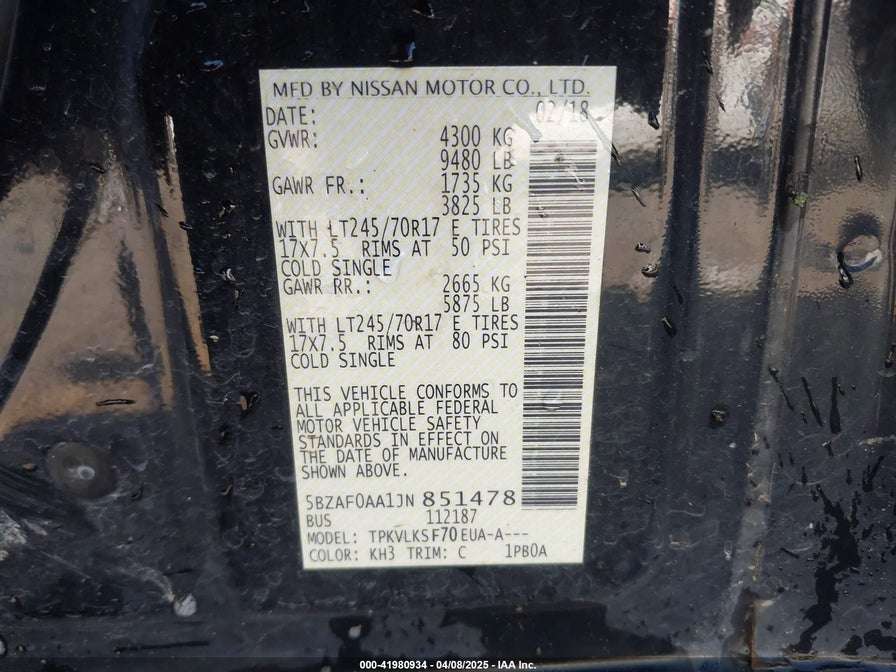 MFD BY NISSAN MOTOR CO., LTD.
DATE: 02/18
GVWR: 4300 KG
9480 LB
GAWR FR.: 1735 KG
3825 LB
WITH LT245/70R17 E TIRES
17X7.5 RIMS AT 50 PSI
COLD SINGLE
GAWR RR.: 2665 KG
5875 LB
WITH LT245/70R17 E TIRES
17X7.5 RIMS AT 80 PSI
COLD SINGLE
THIS VEHICLE CONFORMS TO
ALL APPLICABLE FEDERAL
MOTOR VEHICLE SAFETY
STANDARDS IN EFFECT ON
THE DATE OF MANUFACTURE
SHOWN ABOVE.
5BZAF0AA1JN851478
BUS 112187
MODEL: TPKVLKSF70EUA-A---
COLOR: KH3 TRIM: C 1PB0A
000-41980934 - 04/08/2025 - IAA Inc.